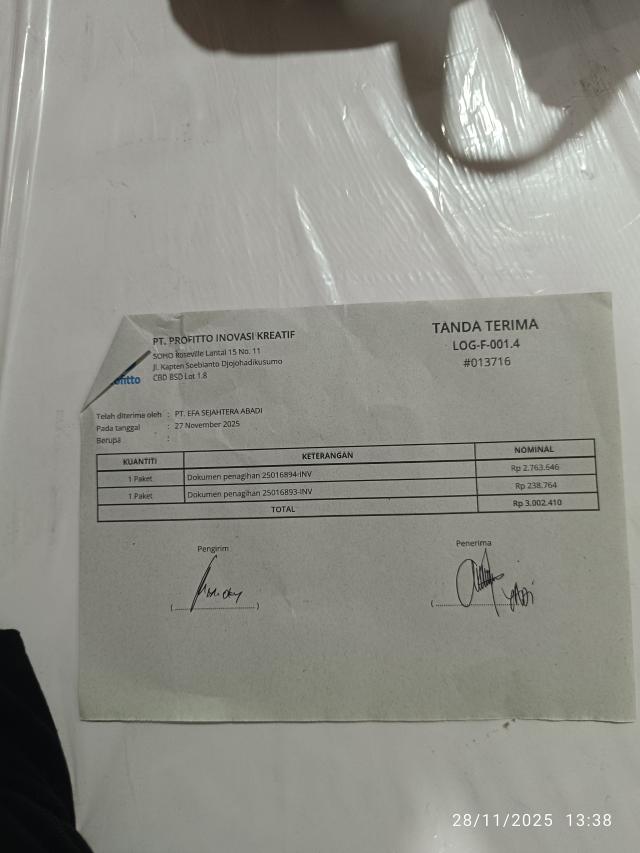 PT. PROFITTO INOVASI KREATIF
SOHO Roseville Lantai 15 No. 11
Jl. Kapten Soebianto Djojohadikusumo
CBD BSD Lot 1.8
ofitto
TANDA TERIMA
LOG-F-001.4
#013716
Telah diterima oleh : PT. EFA SEJAHTERA ABADI
Pada tanggal : 27 November 2025
Berupa :
KUANTITI KETERANGAN NOMINAL
1 Paket Dokumen penagihan 25016894-INV Rp 2.763.646
1 Paket Dokumen penagihan 25016893-INV Rp 238.764
TOTAL Rp 3.002.410
Pengirim Penerima
(........................) (........................
28/11/2025 13:38